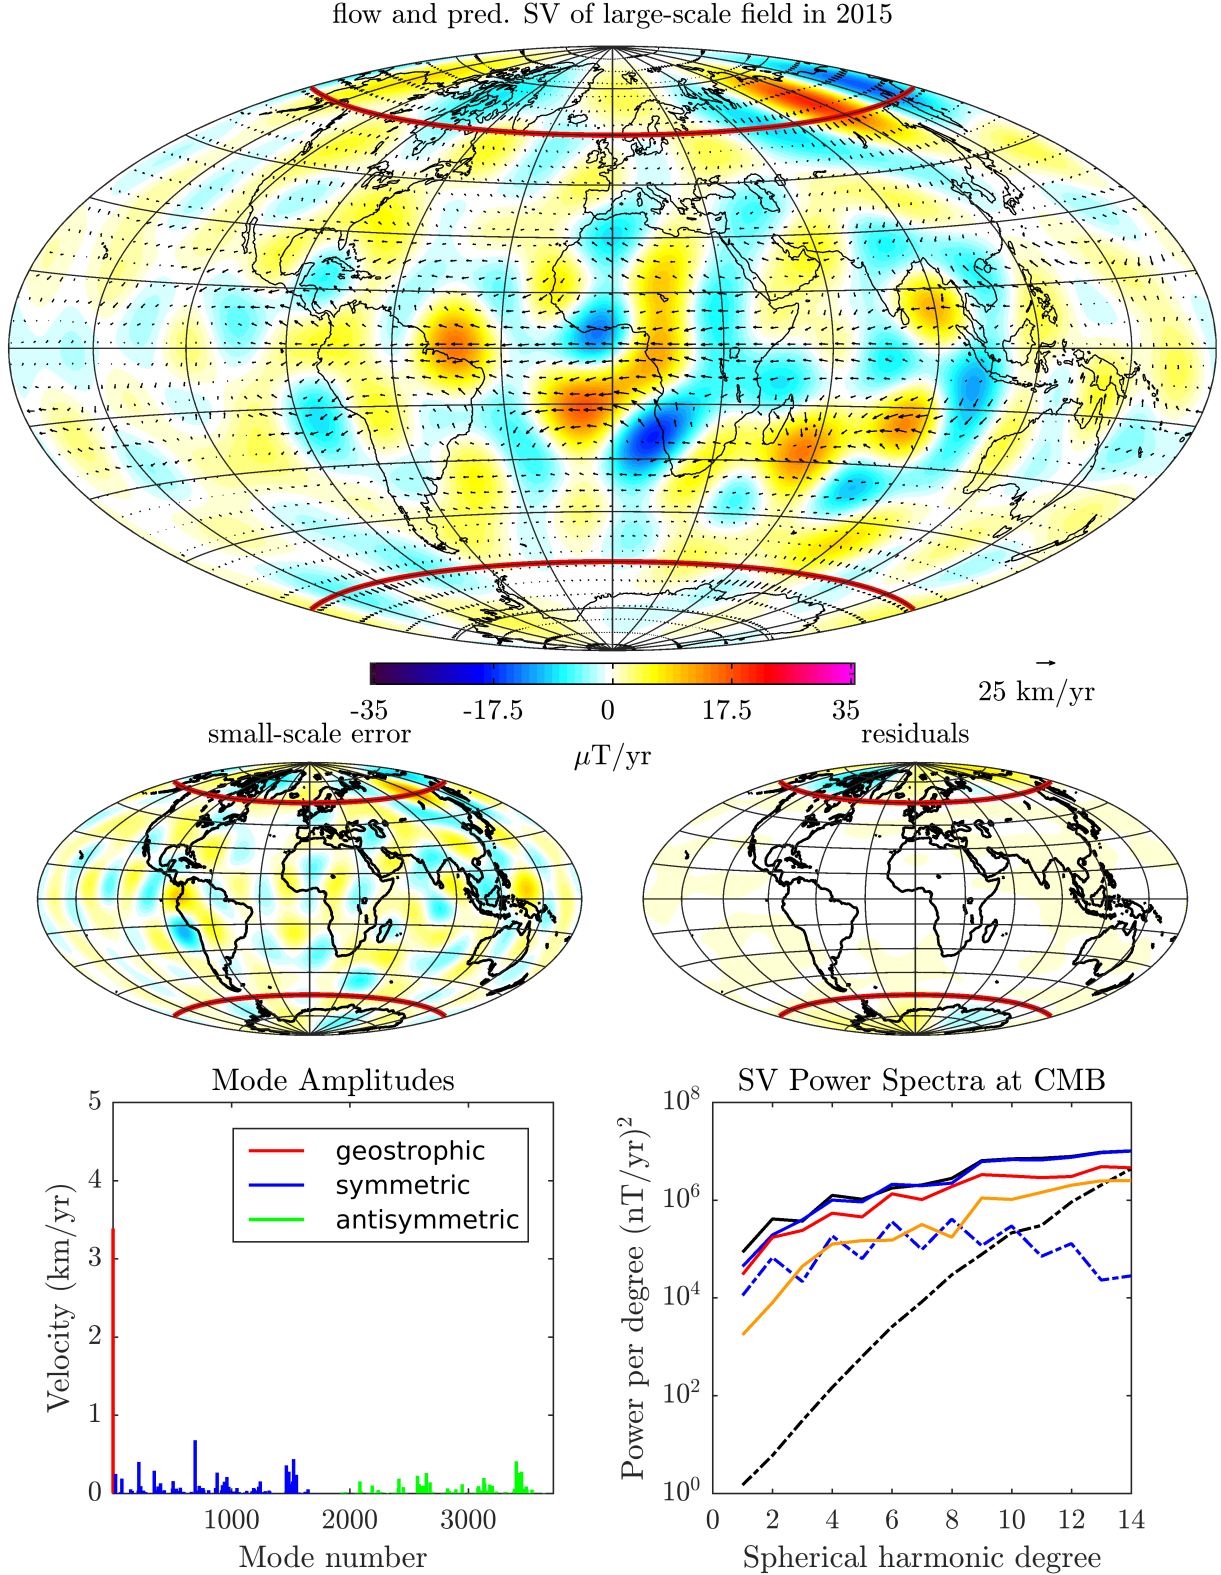 flow and pred. SV of large-scale field in 2015
-35 -17.5 0 17.5 35
25 km/yr
μT/yr
small-scale error
residuals
Mode Amplitudes
5
4
3
2
1
0
Velocity (km/yr)
geostrophic
symmetric
antisymmetric
1000 2000 3000
Mode number
SV Power Spectra at CMB
10^8
10^6
10^4
10^2
10^0
Power per degree (nT/yr)^2
0 2 4 6 8 10 12 14
Spherical harmonic degree